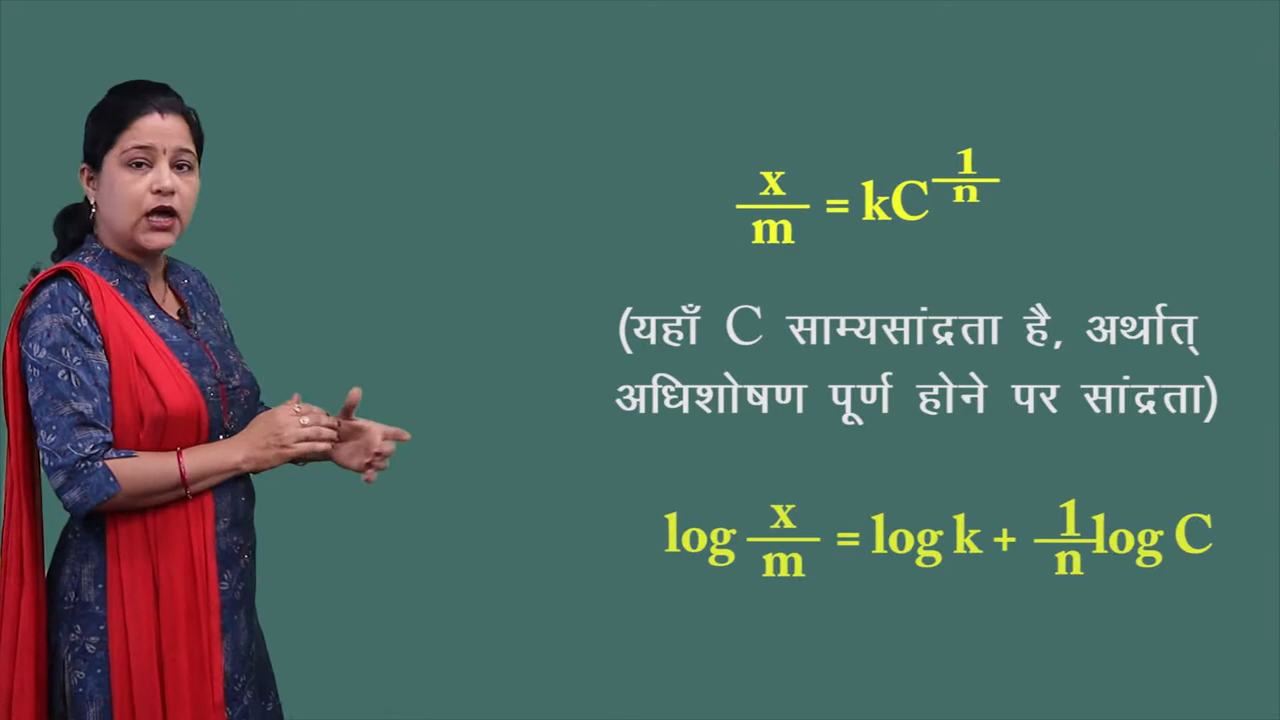 x/m = kC^(1/n)
(यहाँ C साम्यसांद्रता है, अर्थात्
अधिशोषण पूर्ण होने पर सांद्रता)
log x/m = log k + 1/n log C